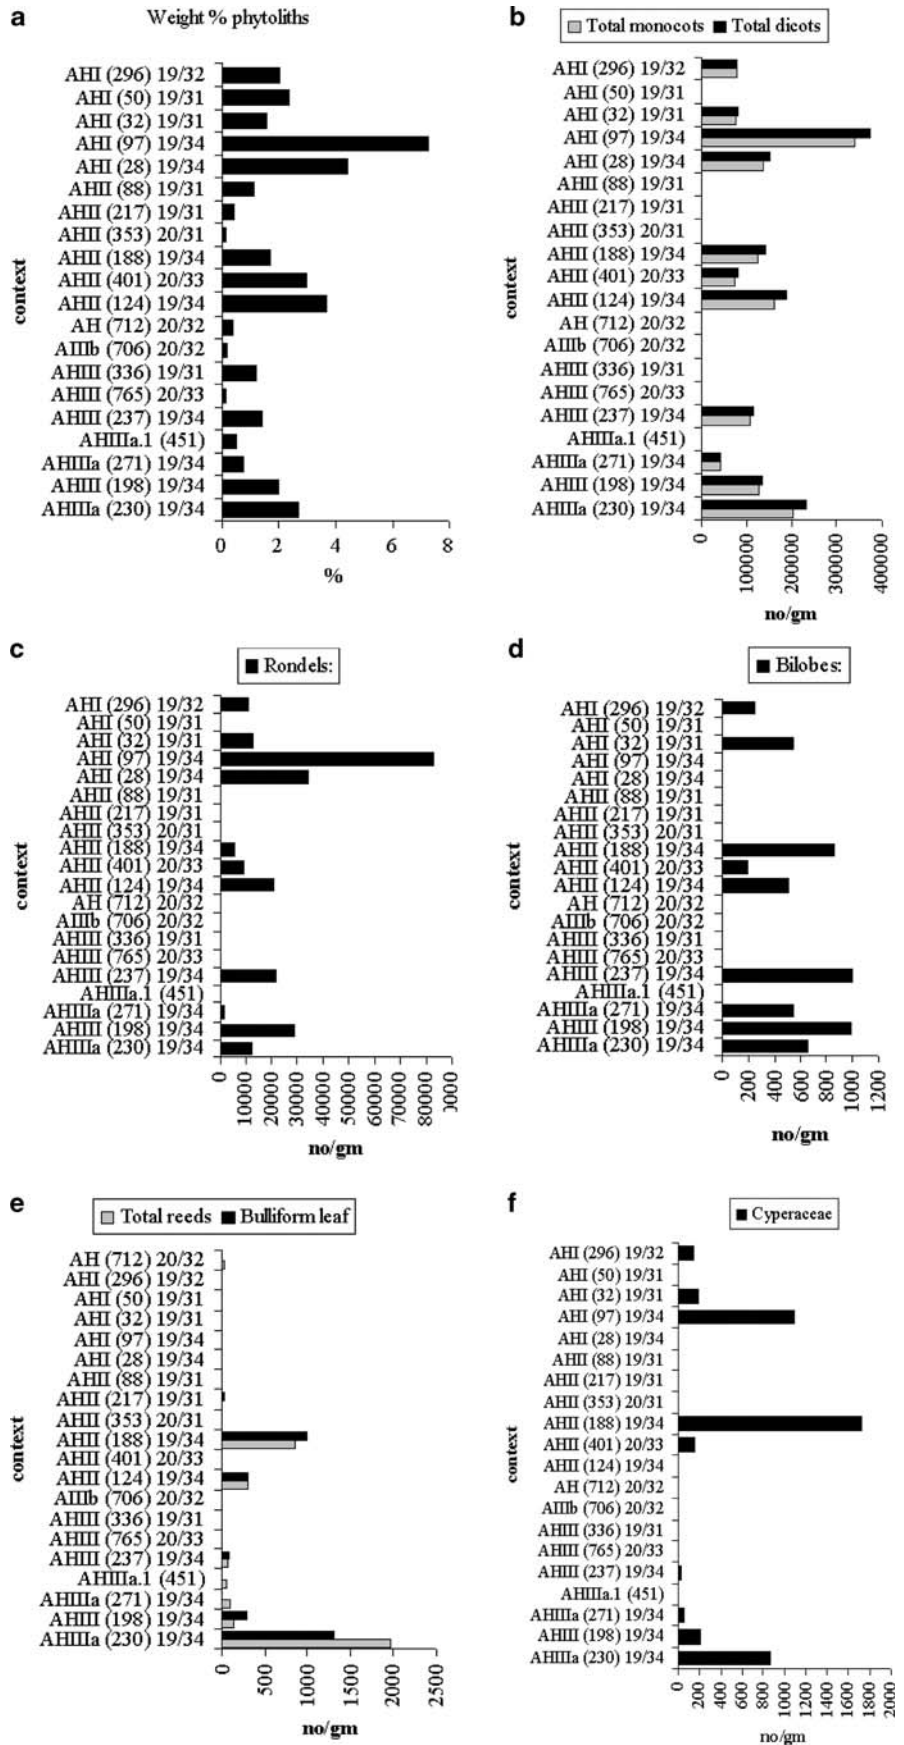 a
Weight % phytoliths
context
AHI (296) 19/32
AHI (50) 19/31
AHI (32) 19/31
AHI (97) 19/34
AHI (28) 19/34
AHII (88) 19/31
AHII (217) 19/31
AHII (353) 20/31
AHII (188) 19/34
AHII (401) 20/33
AHII (124) 19/34
AH (712) 20/32
AIIIb (706) 20/32
AHIII (336) 19/31
AHIII (765) 20/33
AHIII (237) 19/34
AHIIIa.1 (451)
AHIIIa (271) 19/34
AHIII (198) 19/34
AHIIIa (230) 19/34
0 2 4 6 8
%
b
Total monocots Total dicots
context
AHI (296) 19/32
AHI (50) 19/31
AHI (32) 19/31
AHI (97) 19/34
AHI (28) 19/34
AHII (88) 19/31
AHII (217) 19/31
AHII (353) 20/31
AHII (188) 19/34
AHII (401) 20/33
AHII (124) 19/34
AH (712) 20/32
AIIIb (706) 20/32
AHIII (336) 19/31
AHIII (765) 20/33
AHIII (237) 19/34
AHIIIa.1 (451)
AHIIIa (271) 19/34
AHIII (198) 19/34
AHIIIa (230) 19/34
0 1000000 2000000 3000000 4000000
no/gm
c
Rondels:
context
AHI (296) 19/32
AHI (50) 19/31
AHI (32) 19/31
AHI (97) 19/34
AHI (28) 19/34
AHII (88) 19/31
AHII (217) 19/31
AHII (353) 20/31
AHII (188) 19/34
AHII (401) 20/33
AHII (124) 19/34
AH (712) 20/32
AIIIb (706) 20/32
AHIII (336) 19/31
AHIII (765) 20/33
AHIII (237) 19/34
AHIIIa.1 (451)
AHIIIa (271) 19/34
AHIII (198) 19/34
AHIIIa (230) 19/34
0 10000 20000 30000 40000 50000 60000 70000 80000
no/gm
d
Bilobes:
context
AHI (296) 19/32
AHI (50) 19/31
AHI (32) 19/31
AHI (97) 19/34
AHI (28) 19/34
AHII (88) 19/31
AHII (217) 19/31
AHII (353) 20/31
AHII (188) 19/34
AHII (401) 20/33
AHII (124) 19/34
AH (712) 20/32
AIIIb (706) 20/32
AHIII (336) 19/31
AHIII (765) 20/33
AHIII (237) 19/34
AHIIIa.1 (451)
AHIIIa (271) 19/34
AHIII (198) 19/34
AHIIIa (230) 19/34
0 200 400 600 800 1000 1200
no/gm
e
Total reeds Bulliform leaf
context
AH (712) 20/32
AHI (296) 19/32
AHI (50) 19/31
AHI (32) 19/31
AHI (97) 19/34
AHI (28) 19/34
AHII (88) 19/31
AHII (217) 19/31
AHII (353) 20/31
AHII (188) 19/34
AHII (401) 20/33
AHII (124) 19/34
AIIIb (706) 20/32
AHIII (336) 19/31
AHIII (765) 20/33
AHIII (237) 19/34
AHIIIa.1 (451)
AHIIIa (271) 19/34
AHIII (198) 19/34
AHIIIa (230) 19/34
0 500 1000 1500 2000 2500
no/gm
f
Cyperaceae
context
AHI (296) 19/32
AHI (50) 19/31
AHI (32) 19/31
AHI (97) 19/34
AHI (28) 19/34
AHII (88) 19/31
AHII (217) 19/31
AHII (353) 20/31
AHII (188) 19/34
AHII (401) 20/33
AHII (124) 19/34
AH (712) 20/32
AIIIb (706) 20/32
AHIII (336) 19/31
AHIII (765) 20/33
AHIII (237) 19/34
AHIIIa.1 (451)
AHIIIa (271) 19/34
AHIII (198) 19/34
AHIIIa (230) 19/34
0 200 400 600 800 1000 1200 1400 1600 1800 2000
no/gm